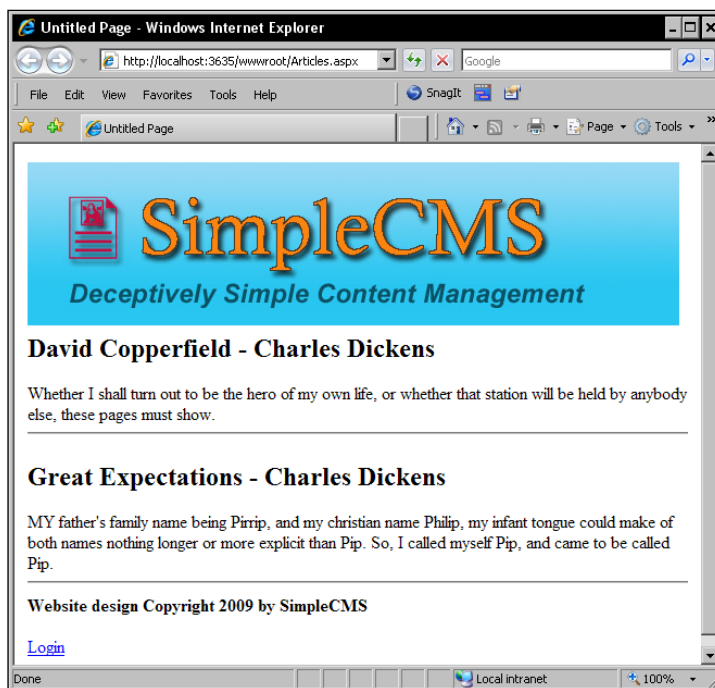 Untitled Page - Windows Internet Explorer
http://localhost:3635/wwwroot/Articles.aspx Google
File Edit View Favorites Tools Help SnagIt
Untitled Page Page Tools »
SimpleCMS
Deceptively Simple Content Management
David Copperfield - Charles Dickens
Whether I shall turn out to be the hero of my own life, or whether that station will be held by anybody
else, these pages must show.
Great Expectations - Charles Dickens
MY father's family name being Pirrip, and my christian name Philip, my infant tongue could make of
both names nothing longer or more explicit than Pip. So, I called myself Pip, and came to be called
Pip.
Website design Copyright 2009 by SimpleCMS
Login
Done Local intranet 100%